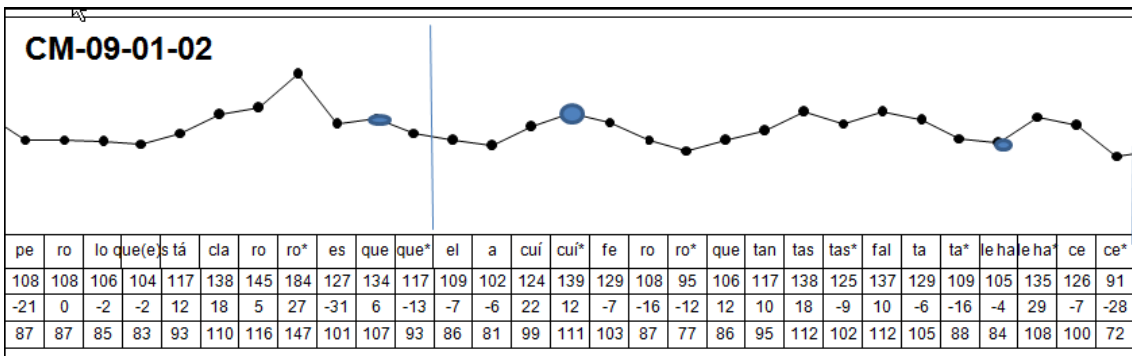 CM-09-01-02
pe ro lo que(e)s tá cla ro ro* es que que* el a cuí cuí* fe ro ro* que tan tas tas* fal ta ta* le ha le ha* ce ce*
108 108 106 104 117 138 145 184 127 134 117 109 102 124 139 129 108 95 106 117 138 125 137 129 109 105 135 126 91
-21 0 -2 -2 12 18 5 27 -31 6 -13 -7 -6 22 12 -7 -16 -12 12 10 18 -9 10 -6 -16 -4 29 -7 -28
87 87 85 83 93 110 116 147 101 107 93 86 81 99 111 103 87 77 86 95 112 102 112 105 88 84 108 100 72